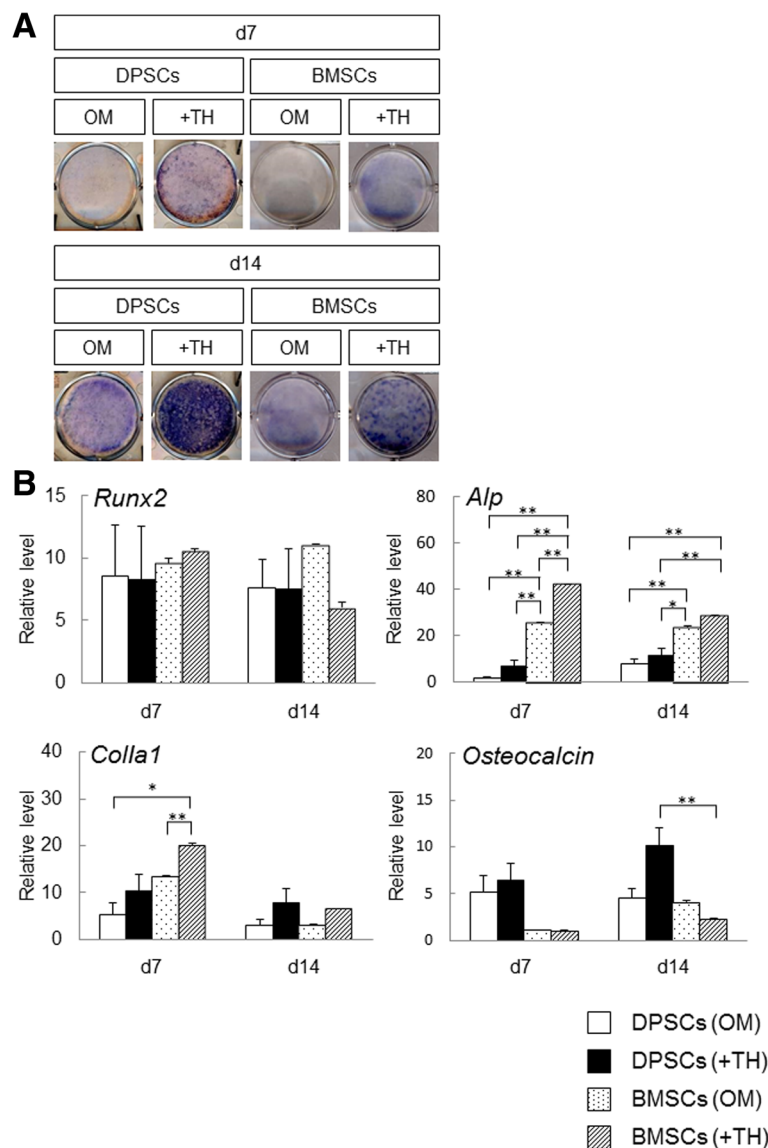 A
d7
DPSCs BMSCs
OM +TH OM +TH
d14
DPSCs BMSCs
OM +TH OM +TH
B
Runx2
Relative level
15
10
5
0
d7 d14
Alp
Relative level
80
60
40
20
0
**
**
**
**
**
**
**
**
*
d7 d14
Colla1
Relative level
40
30
20
10
0
*
**
d7 d14
Osteocalcin
Relative level
20
15
10
5
0
**
d7 d14
DPSCs (OM)
DPSCs (+TH)
BMSCs (OM)
BMSCs (+TH)